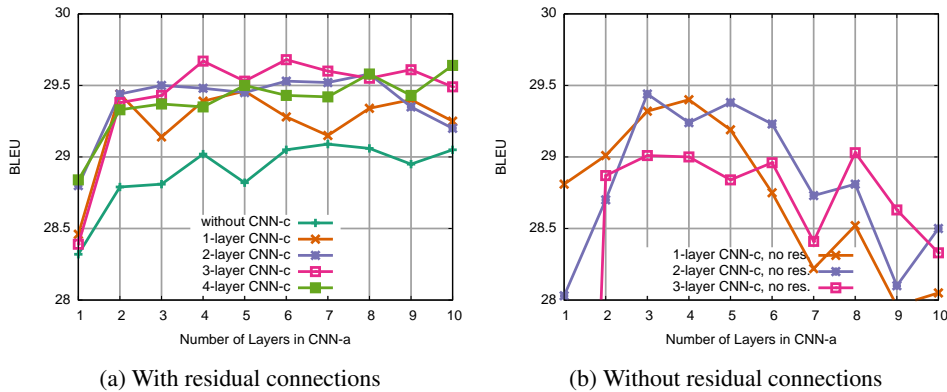 30
29.5
29
28.5
28
BLEU
without CNN-c
1-layer CNN-c
2-layer CNN-c
3-layer CNN-c
4-layer CNN-c
1 2 3 4 5 6 7 8 9 10
Number of Layers in CNN-a
(a) With residual connections
30
29.5
29
28.5
28
BLEU
1-layer CNN-c, no res.
2-layer CNN-c, no res.
3-layer CNN-c, no res.
1 2 3 4 5 6 7 8 9 10
Number of Layers in CNN-a
(b) Without residual connections